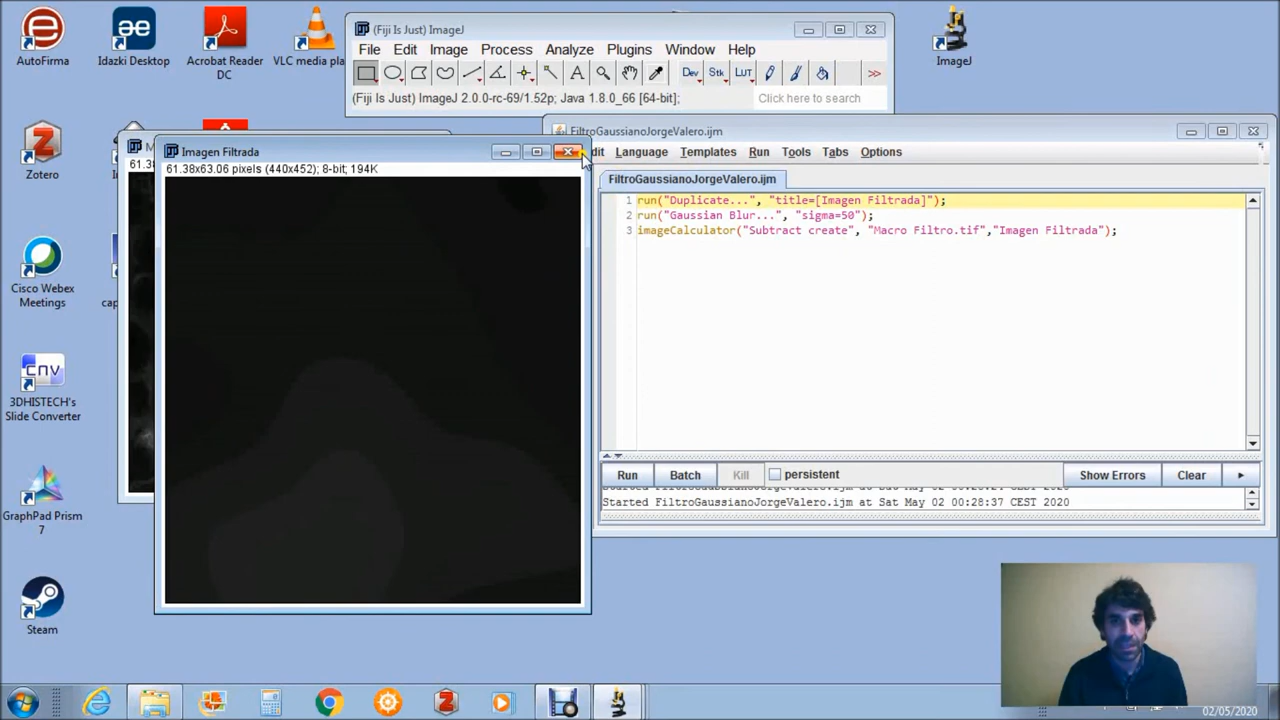 AutoFirma
Idazki Desktop
Acrobat Reader
DC
VLC media pla
(Fiji Is Just) ImageJ
File Edit Image Process Analyze Plugins Window Help
Dev Stk LUT
(Fiji Is Just) ImageJ 2.0.0-rc-69/1.52p; Java 1.8.0_66 [64-bit];
Click here to search
ImageJ
FiltroGaussianoJorgeValero.ijm
dit Language Templates Run Tools Tabs Options
FiltroGaussianoJorgeValero.ijm
1 run("Duplicate...", "title=[Imagen Filtrada]");
2 run("Gaussian Blur...", "sigma=50");
3 imageCalculator("Subtract create", "Macro Filtro.tif","Imagen Filtrada");
Run Batch Kill persistent Show Errors Clear
Started FiltroGaussianoJorgeValero.ijm at Sat May 02 00:28:37 CEST 2020
M
61.3
Imagen Filtrada
61.38x63.06 pixels (440x452); 8-bit; 194K
Zotero
Cisco Webex
Meetings
cap
cnv
3DHISTECH's
Slide Converter
GraphPad Prism
7
Steam
02/05/2020